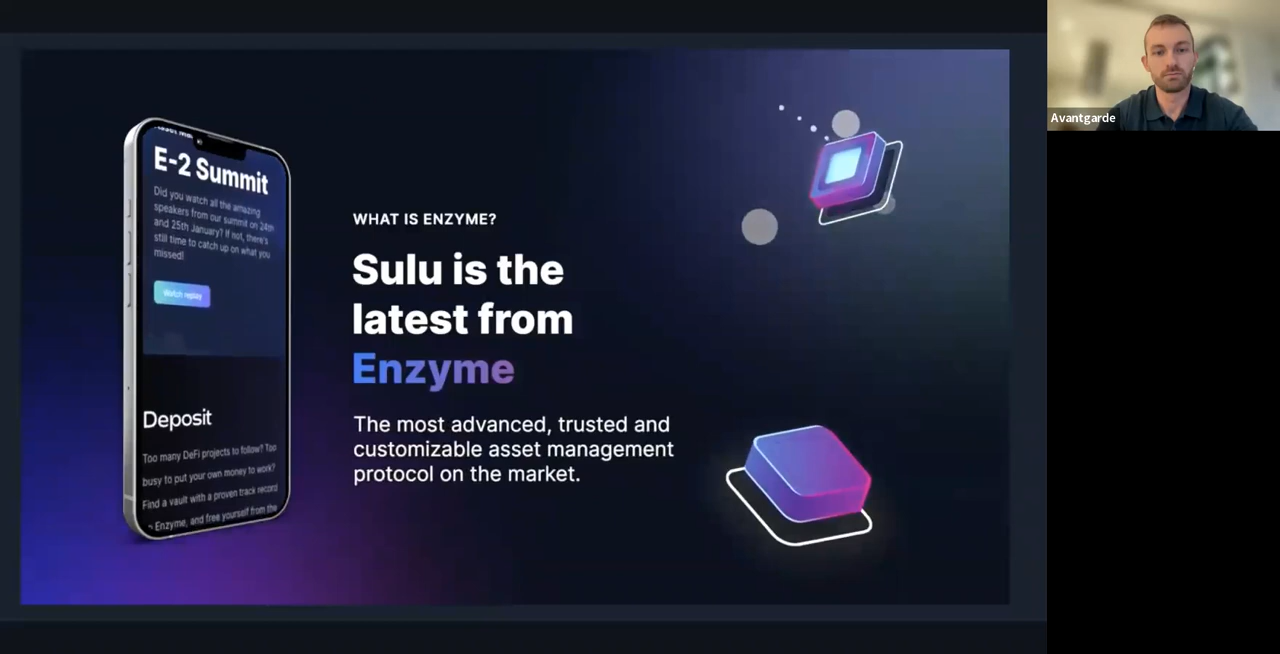 E-2 Summit
Did you watch all the amazing
speakers from our summit on 24th
and 25th January? If not, there's
still time to catch up on what you
missed!
Watch replay
Deposit
Too many DeFi projects to follow? Too
busy to put your own money to work?
Find a vault with a proven track record
Enzyme, and free yourself from the
WHAT IS ENZYME?
Sulu is the
latest from
Enzyme
The most advanced, trusted and
customizable asset management
protocol on the market.
Avantgarde